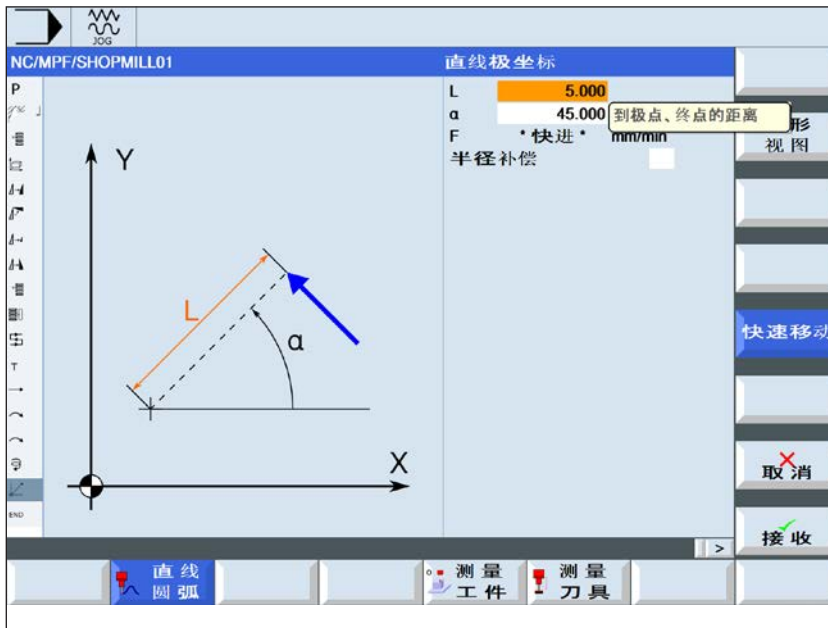 JOG
NC/MPF/SHOPMILL01
直线极坐标
P
L 5.000
α 45.000
到极点、终点的距离
F *快进* mm/min
半径补偿
形
视图
Y
L
α
X
T
END
快速移动
取消
接收
>
直线
圆弧
测量
工件
测量
刀具